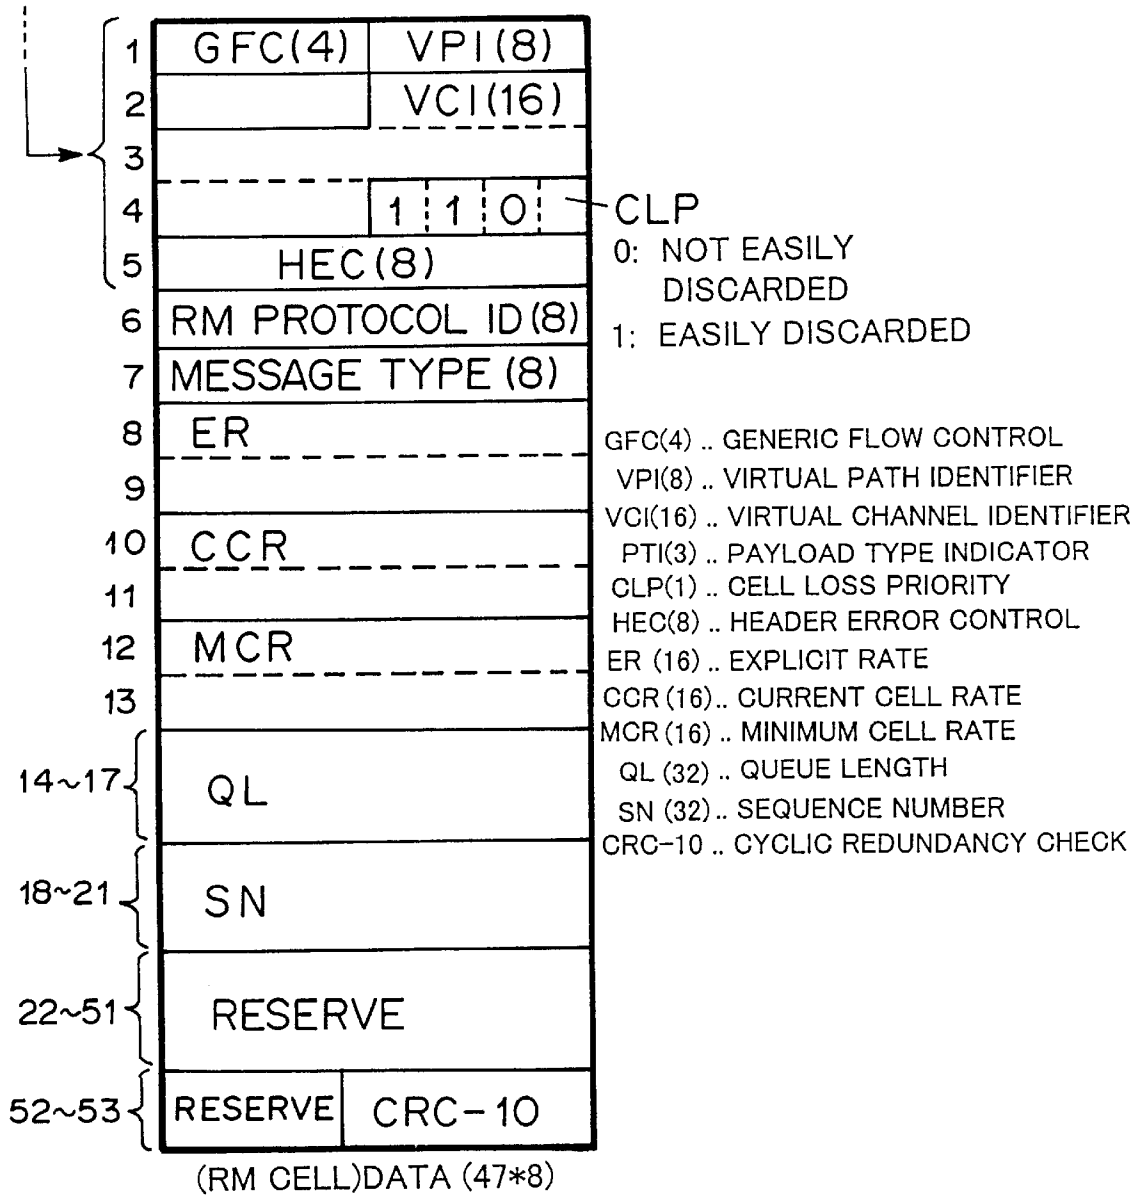 1 GFC(4) VPI(8)
2 VCI(16)
3
4 1 1 0 CLP
0: NOT EASILY
DISCARDED
1: EASILY DISCARDED
5 HEC(8)
6 RM PROTOCOL ID(8)
7 MESSAGE TYPE (8)
8 ER
9
10 CCR
11
12 MCR
13
14~17 QL
18~21 SN
22~51 RESERVE
52~53 RESERVE CRC-10
(RM CELL)DATA (47*8)
GFC(4) .. GENERIC FLOW CONTROL
VPI(8) .. VIRTUAL PATH IDENTIFIER
VCI(16) .. VIRTUAL CHANNEL IDENTIFIER
PTI(3) .. PAYLOAD TYPE INDICATOR
CLP(1) .. CELL LOSS PRIORITY
HEC(8) .. HEADER ERROR CONTROL
ER (16) .. EXPLICIT RATE
CCR (16).. CURRENT CELL RATE
MCR (16) .. MINIMUM CELL RATE
QL (32) .. QUEUE LENGTH
SN (32).. SEQUENCE NUMBER
CRC-10 .. CYCLIC REDUNDANCY CHECK